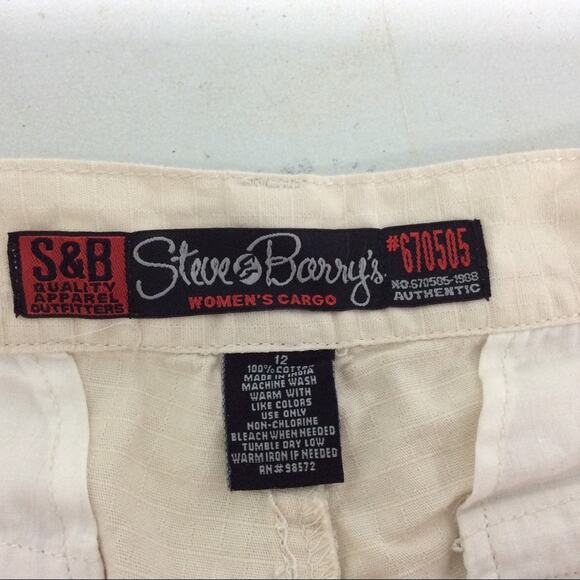 S&B
QUALITY
APPAREL
OUTFITTERS
Steve & Barry's
WOMEN'S CARGO
#670505
NO.670505-1988
AUTHENTIC
12
100% COTTON
MADE IN INDIA
MACHINE WASH
WARM WITH
LIKE COLORS
USE ONLY
NON-CHLORINE
BLEACH WHEN NEEDED
TUMBLE DRY LOW
WARM IRON IF NEEDED
RN#98572